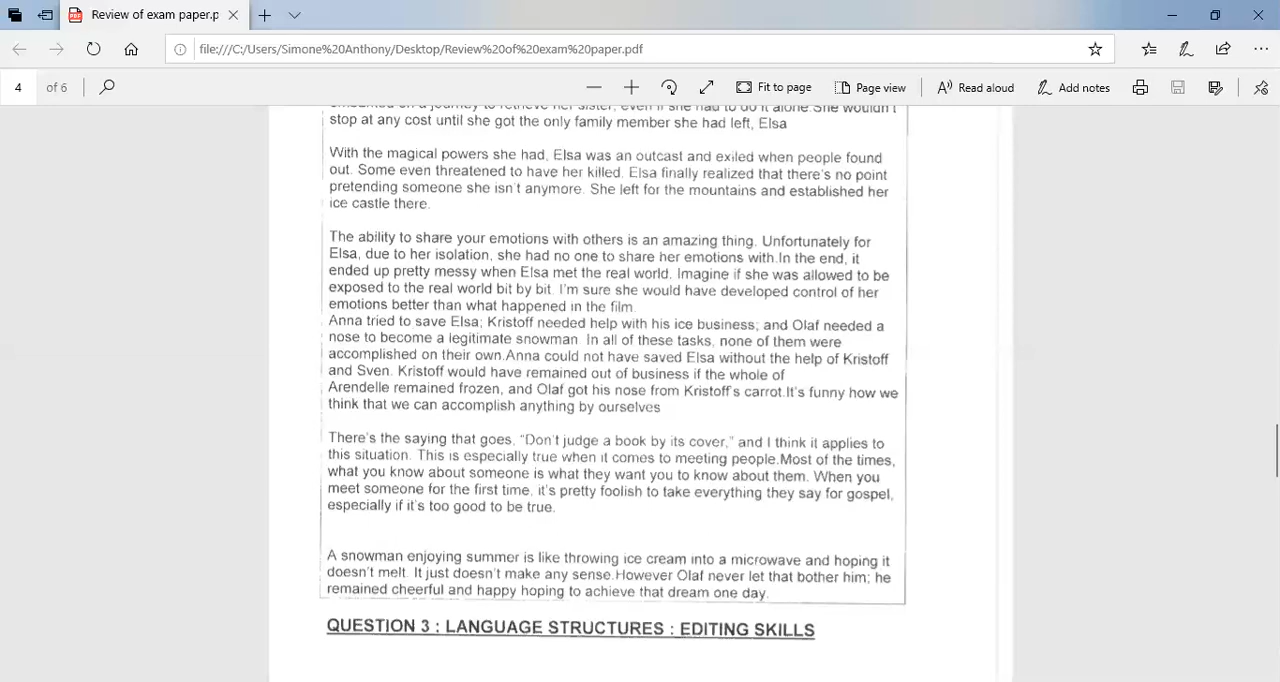 Review of exam paper.p
file:///C:/Users/Simone%20Anthony/Desktop/Review%20of%20exam%20paper.pdf
4 of 6
Fit to page
Page view
Read aloud
Add notes
embarked on a journey to retrieve her sister, even if she had to do it alone.She wouldn't
stop at any cost until she got the only family member she had left, Elsa
With the magical powers she had, Elsa was an outcast and exiled when people found
out. Some even threatened to have her killed. Elsa finally realized that there's no point
pretending someone she isn't anymore. She left for the mountains and established her
ice castle there.
The ability to share your emotions with others is an amazing thing. Unfortunately for
Elsa, due to her isolation, she had no one to share her emotions with.In the end, it
ended up pretty messy when Elsa met the real world. Imagine if she was allowed to be
exposed to the real world bit by bit. I'm sure she would have developed control of her
emotions better than what happened in the film.
Anna tried to save Elsa; Kristoff needed help with his ice business; and Olaf needed a
nose to become a legitimate snowman. In all of these tasks, none of them were
accomplished on their own.Anna could not have saved Elsa without the help of Kristoff
and Sven. Kristoff would have remained out of business if the whole of
Arendelle remained frozen, and Olaf got his nose from Kristoff's carrot.It's funny how we
think that we can accomplish anything by ourselves
There's the saying that goes, "Don't judge a book by its cover," and I think it applies to
this situation. This is especially true when it comes to meeting people.Most of the times,
what you know about someone is what they want you to know about them. When you
meet someone for the first time, it's pretty foolish to take everything they say for gospel,
especially if it's too good to be true.
A snowman enjoying summer is like throwing ice cream into a microwave and hoping it
doesn't melt. It just doesn't make any sense.However Olaf never let that bother him; he
remained cheerful and happy hoping to achieve that dream one day.
QUESTION 3 : LANGUAGE STRUCTURES : EDITING SKILLS